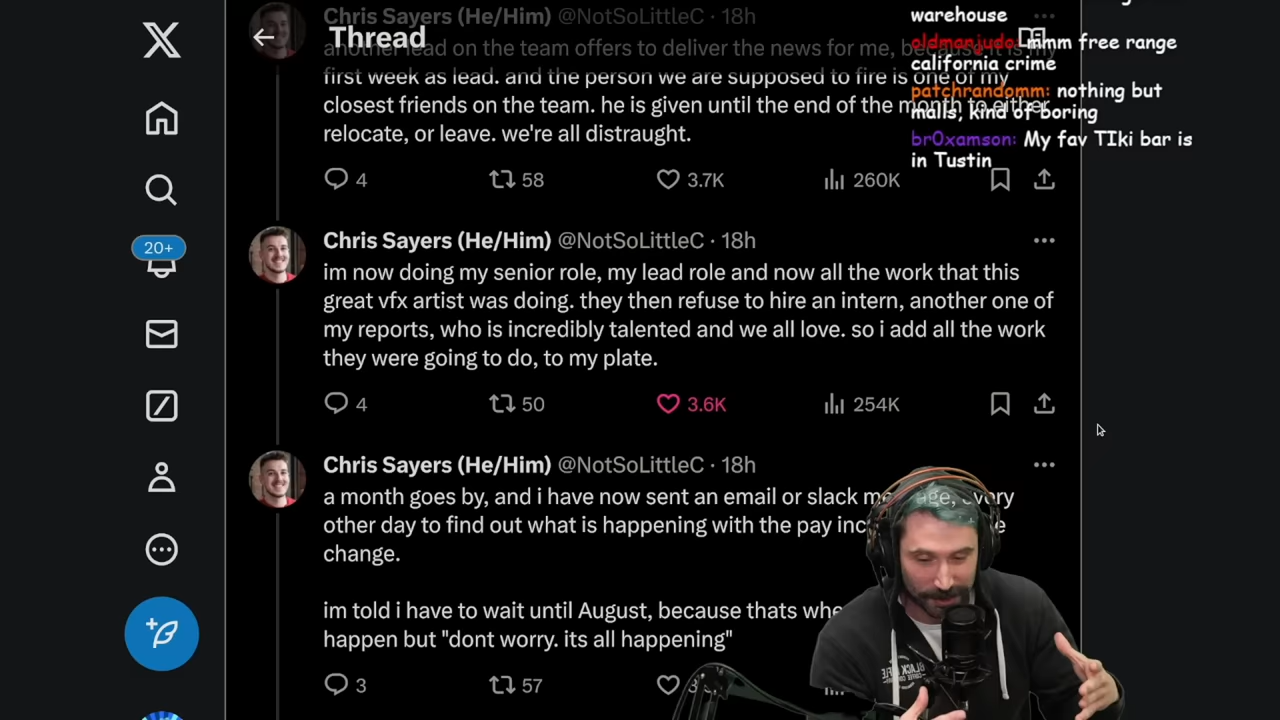 Thread
Chris Sayers (He/Him) @NotSoLittleC · 18h
another lead on the team offers to deliver the news for me, because it is my
first week as lead. and the person we are supposed to fire is one of my
closest friends on the team. he is given until the end of the month to either
relocate, or leave. we're all distraught.
4 58 3.7K 260K
20+
Chris Sayers (He/Him) @NotSoLittleC · 18h
im now doing my senior role, my lead role and now all the work that this
great vfx artist was doing. they then refuse to hire an intern, another one of
my reports, who is incredibly talented and we all love. so i add all the work
they were going to do, to my plate.
4 50 3.6K 254K
Chris Sayers (He/Him) @NotSoLittleC · 18h
a month goes by, and i have now sent an email or slack every
other day to find out what is happening with the pay
change.
im told i have to wait until August, because thats
happen but "dont worry. its all happening"
3 57
warehouse
oldmanjudo: mmm free range
california crime
patchrandomm: nothing but
malls, kind of boring
br0xamson: My fav TIki bar is
in Tustin
BLACK
COFFEE